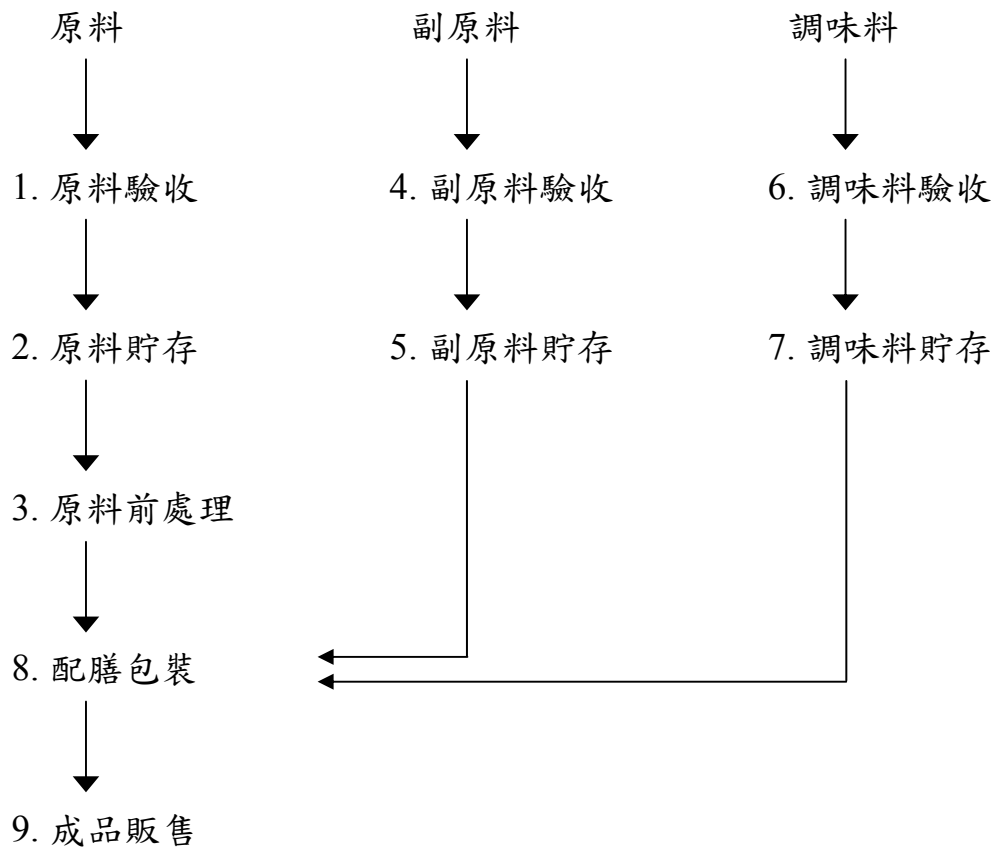 原料 副原料 調味料
1. 原料驗收 4. 副原料驗收 6. 調味料驗收
2. 原料貯存 5. 副原料貯存 7. 調味料貯存
3. 原料前處理
8. 配膳包裝
9. 成品販售